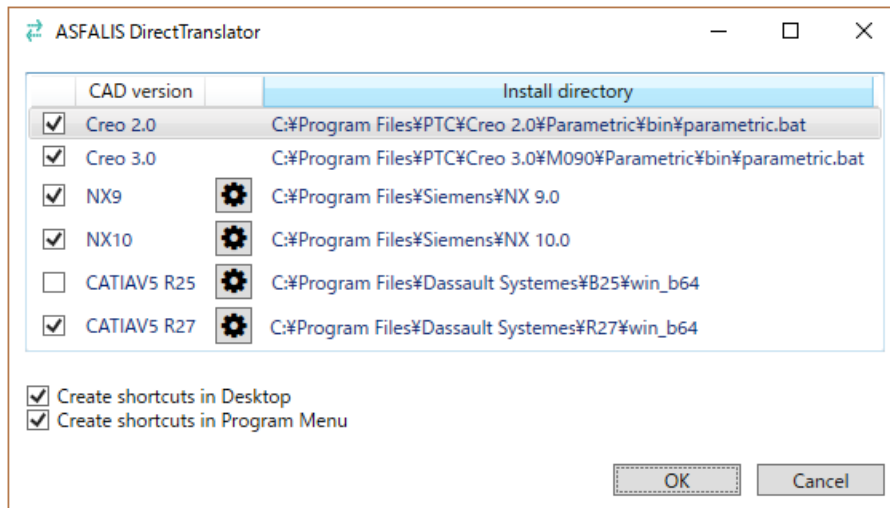 ASFALIS DirectTranslator
CAD version Install directory
Creo 2.0 C:¥Program Files¥PTC¥Creo 2.0¥Parametric¥bin¥parametric.bat
Creo 3.0 C:¥Program Files¥PTC¥Creo 3.0¥M090¥Parametric¥bin¥parametric.bat
NX9 C:¥Program Files¥Siemens¥NX 9.0
NX10 C:¥Program Files¥Siemens¥NX 10.0
CATIAV5 R25 C:¥Program Files¥Dassault Systemes¥B25¥win_b64
CATIAV5 R27 C:¥Program Files¥Dassault Systemes¥R27¥win_b64
Create shortcuts in Desktop
Create shortcuts in Program Menu
OK Cancel